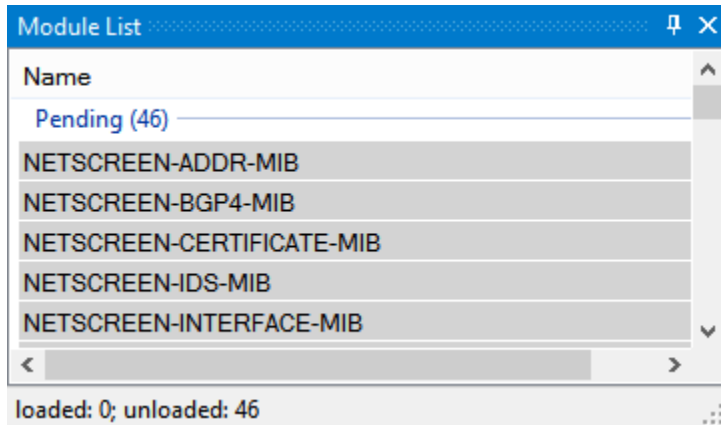 Module List
Name
Pending (46)
NETSCREEN-ADDR-MIB
NETSCREEN-BGP4-MIB
NETSCREEN-CERTIFICATE-MIB
NETSCREEN-IDS-MIB
NETSCREEN-INTERFACE-MIB
loaded: 0; unloaded: 46